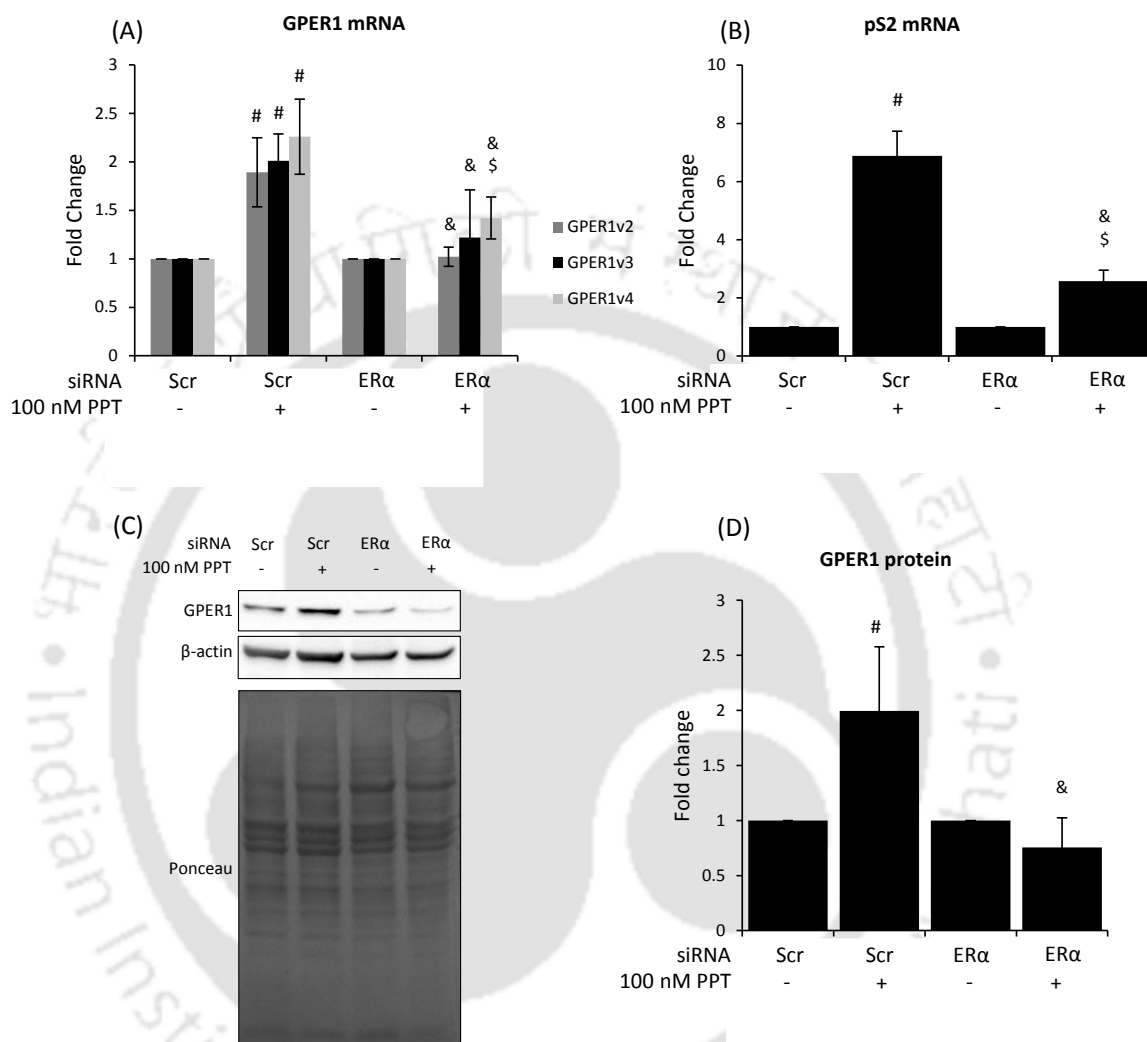 (A)
GPER1 mRNA
Fold Change
3
2.5
2
1.5
1
0.5
0
# # #
& & &
$
GPER1v2
GPER1v3
GPER1v4
siRNA Scr Scr ERα ERα
100 nM PPT - + - +
(B)
pS2 mRNA
Fold Change
10
8
6
4
2
0
#
&
$
siRNA Scr Scr ERα ERα
100 nM PPT - + - +
(C)
siRNA Scr Scr ERα ERα
100 nM PPT - + - +
GPER1
β-actin
Ponceau
(D)
GPER1 protein
Fold change
3
2.5
2
1.5
1
0.5
0
#
&
siRNA Scr Scr ERα ERα
100 nM PPT - + - +
Indian Insti
hati